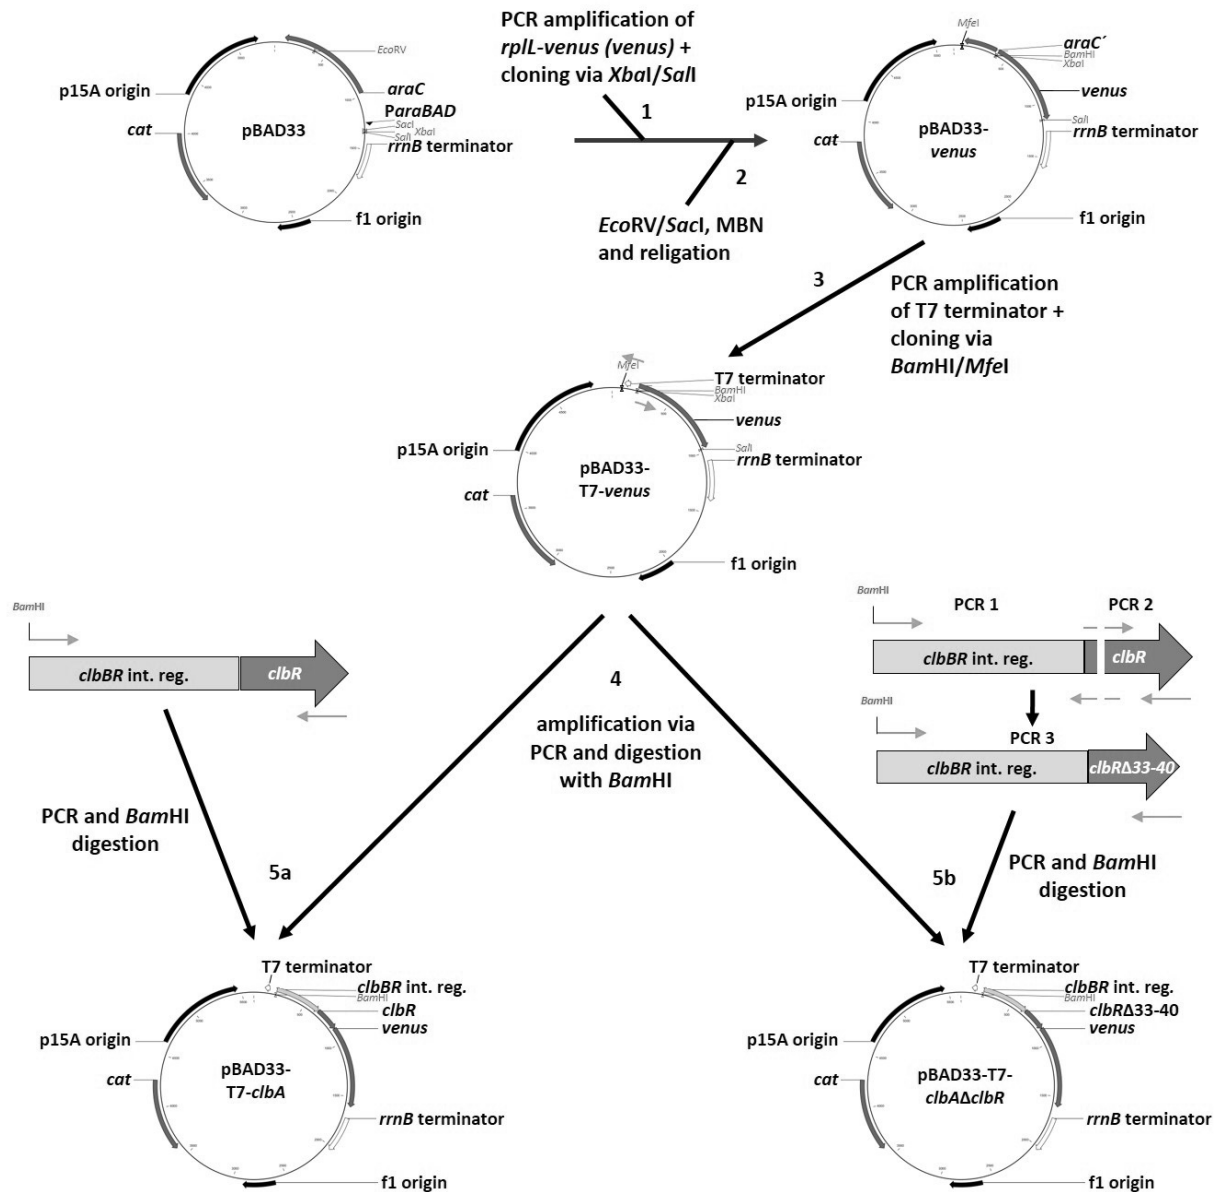 PCR amplification of
rplL-venus (venus) +
cloning via XbaI/SalI
1
2
EcoRV/SacI, MBN
and religation
EcoRV
araC
ParaBAD
SacI
XbaI
SalI
rrnB terminator
p15A origin
cat
pBAD33
f1 origin
MfeI
araC´
BamHI
XbaI
venus
SalI
rrnB terminator
p15A origin
cat
pBAD33-
venus
f1 origin
3
PCR amplification
of T7 terminator +
cloning via
BamHI/MfeI
MfeI
T7 terminator
BamHI
XbaI
venus
SalI
rrnB terminator
p15A origin
cat
pBAD33-
T7-venus
f1 origin
BamHI
clbBR int. reg.
clbR
PCR and BamHI
digestion
5a
4
amplification via
PCR and digestion
with BamHI
BamHI
PCR 1
PCR 2
clbBR int. reg.
clbR
BamHI
PCR 3
clbBR int. reg.
clbRΔ33-40
PCR and BamHI
digestion
5b
T7 terminator
clbBR int. reg.
BamHI
clbR
venus
p15A origin
cat
pBAD33-
T7-clbA
rrnB terminator
f1 origin
T7 terminator
clbBR int. reg.
BamHI
clbRΔ33-40
venus
p15A origin
cat
pBAD33-T7-
clbAΔclbR
rrnB terminator
f1 origin